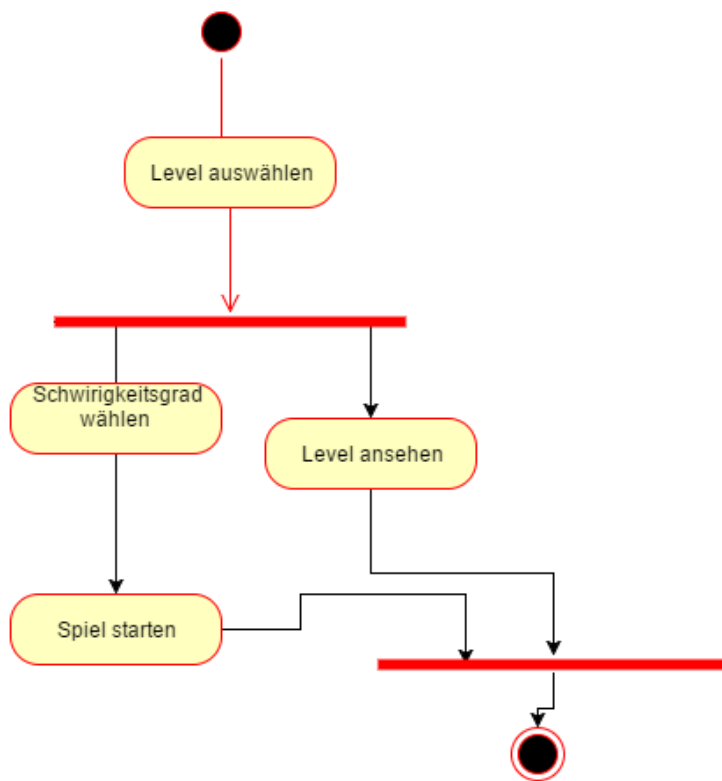 Level auswählen
Schwirigkeitsgrad
wählen
Level ansehen
Spiel starten